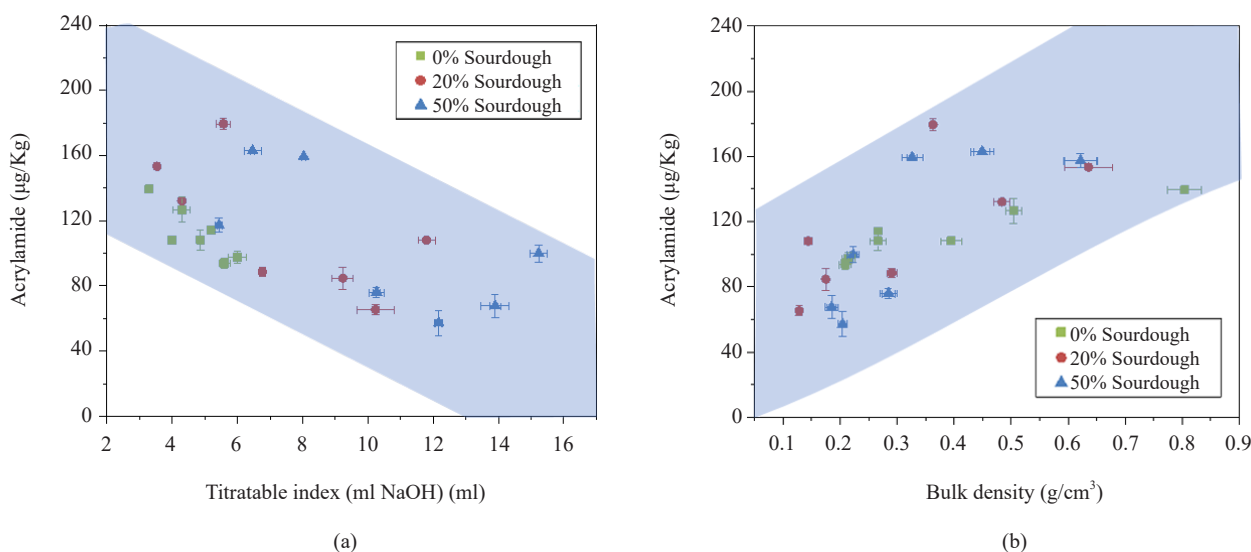 240
200
160
120
80
40
0
Acrylamide (μg/Kg)
0% Sourdough
20% Sourdough
50% Sourdough
2 4 6 8 10 12 14 16
Titratable index (ml NaOH) (ml)
(a)
240
200
160
120
80
40
0
Acrylamide (μg/Kg)
0% Sourdough
20% Sourdough
50% Sourdough
0.1 0.2 0.3 0.4 0.5 0.6 0.7 0.8 0.9
Bulk density (g/cm³)
(b)